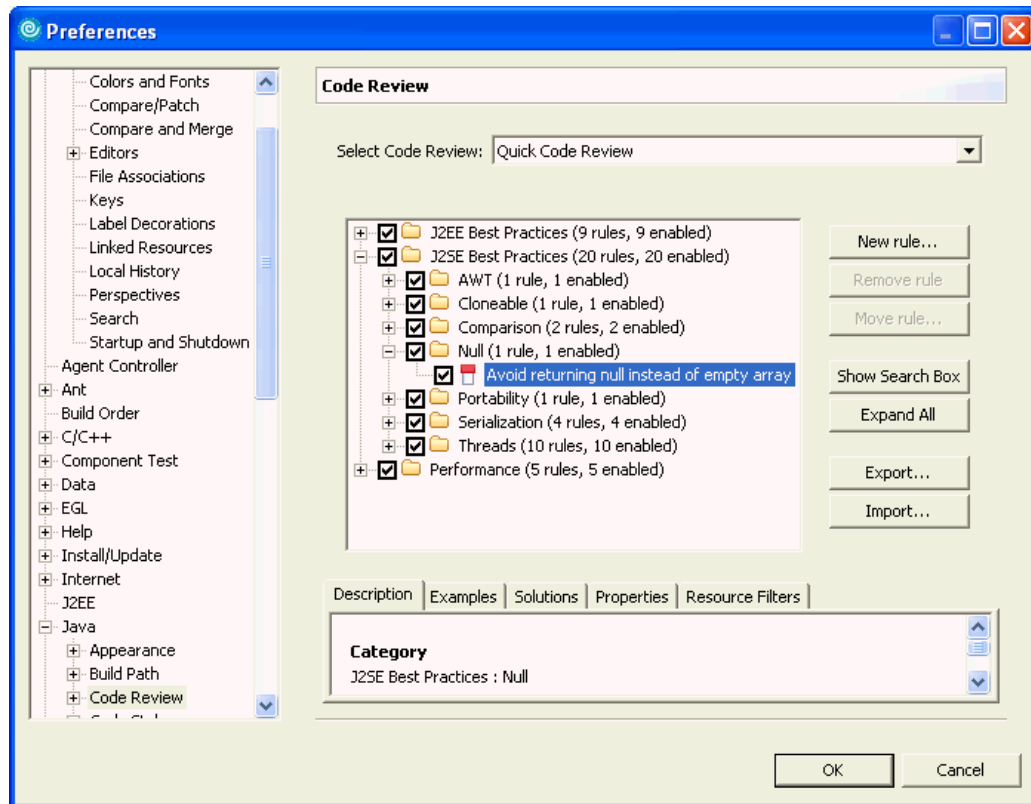 Preferences
Colors and Fonts
Compare/Patch
Compare and Merge
Editors
File Associations
Keys
Label Decorations
Linked Resources
Local History
Perspectives
Search
Startup and Shutdown
Agent Controller
Ant
Build Order
C/C++
Component Test
Data
EGL
Help
Install/Update
Internet
J2EE
Java
Appearance
Build Path
Code Review
Code Review
Select Code Review: Quick Code Review
J2EE Best Practices (9 rules, 9 enabled)
J2SE Best Practices (20 rules, 20 enabled)
AWT (1 rule, 1 enabled)
Cloneable (1 rule, 1 enabled)
Comparison (2 rules, 2 enabled)
Null (1 rule, 1 enabled)
Avoid returning null instead of empty array
Portability (1 rule, 1 enabled)
Serialization (4 rules, 4 enabled)
Threads (10 rules, 10 enabled)
Performance (5 rules, 5 enabled)
New rule...
Remove rule
Move rule...
Show Search Box
Expand All
Export...
Import...
Description Examples Solutions Properties Resource Filters
Category
J2SE Best Practices : Null
OK Cancel